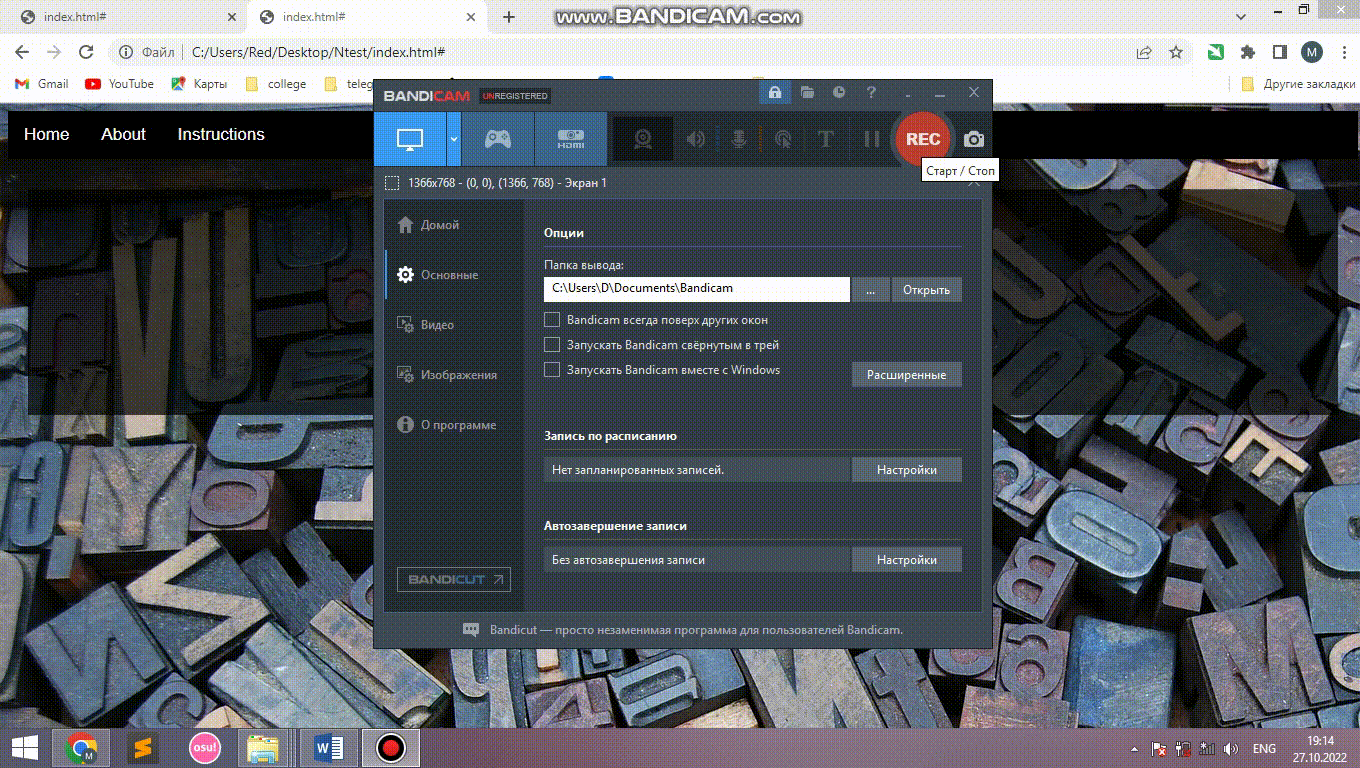 index.html#
index.html#
www.BANDICAM.com
Файл
C:/Users/Red/Desktop/Ntest/index.html#
M
Gmail
YouTube
Карты
college
teleg
Другие закладки
BANDICAM UNREGISTERED
?
Home
About
Instructions
HDMI
T
REC
Старт / Стоп
1366x768 - (0, 0), (1366, 768) - Экран 1
Домой
Основные
Видео
Изображения
О программе
BANDICUT
Опции
Папка вывода:
C:\Users\D\Documents\Bandicam
...
Открыть
Bandicam всегда поверх других окон
Запускать Bandicam свёрнутым в трей
Запускать Bandicam вместе с Windows
Расширенные
Запись по расписанию
Нет запланированных записей.
Настройки
Автозавершение записи
Без автозавершения записи
Настройки
Bandicut — просто незаменимая программа для пользователей Bandicam.
M
osu!
W
ENG
19:14
27.10.2022